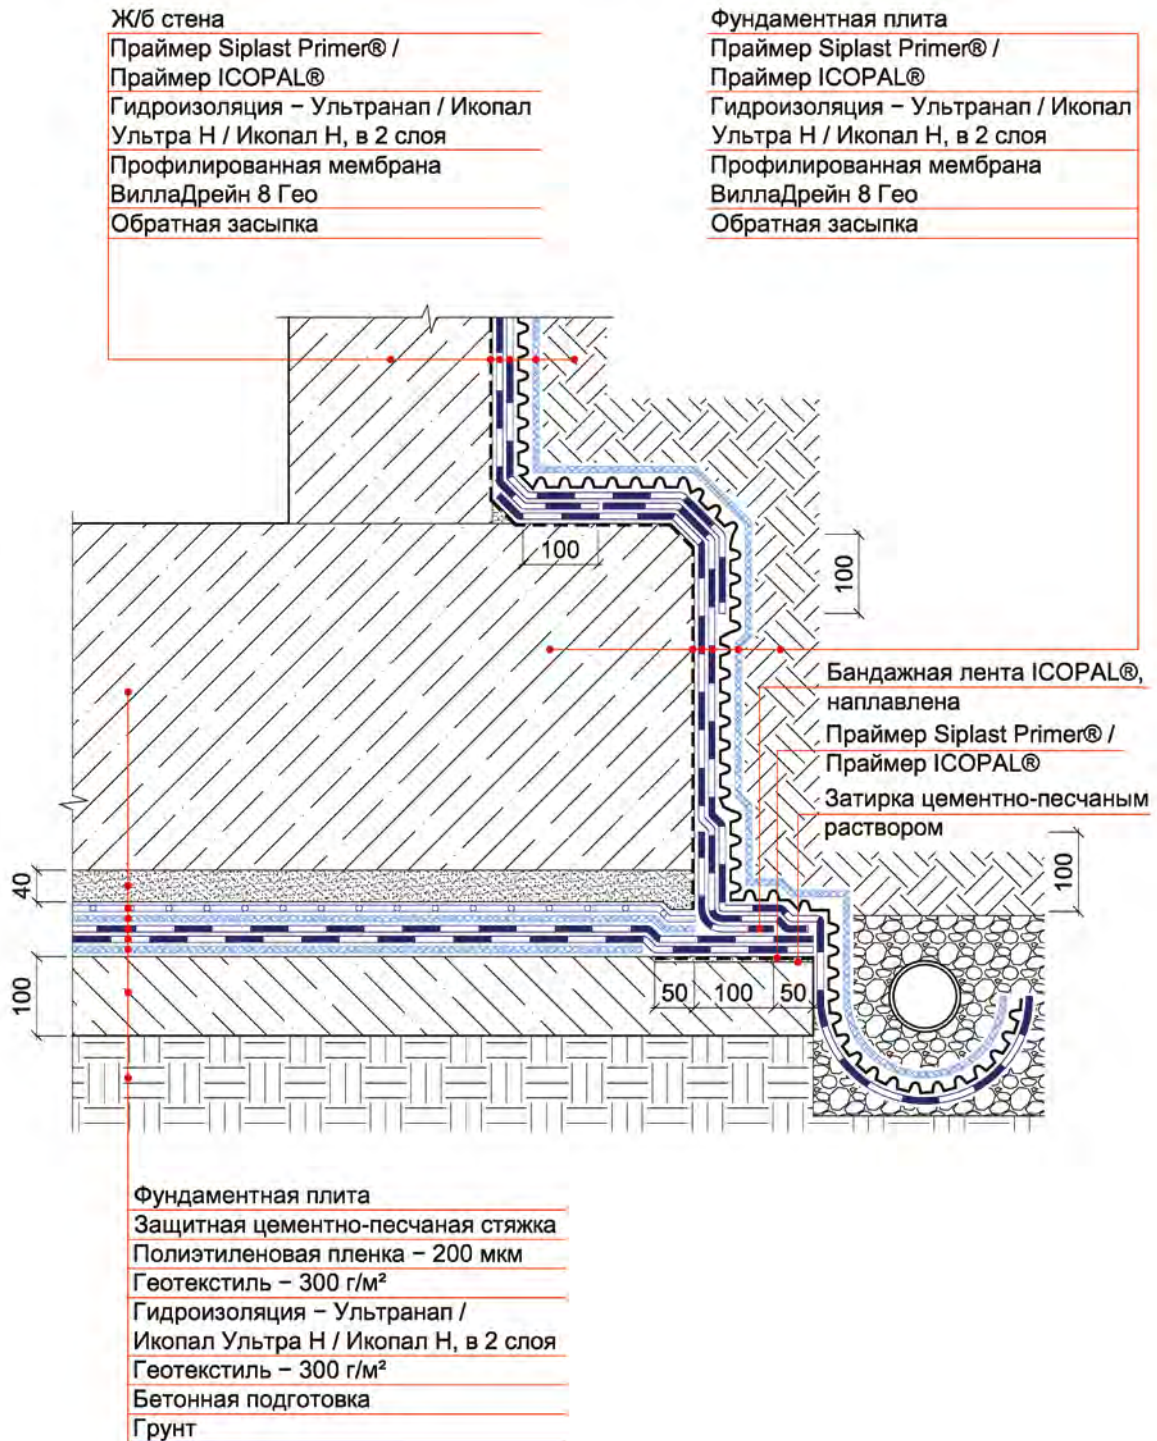 Ж/б стена
Праймер Siplast Primer® /
Праймер ICOPAL®
Гидроизоляция – Ультранап / Икопал
Ультра Н / Икопал Н, в 2 слоя
Профилированная мембрана
ВиллаДрейн 8 Гео
Обратная засыпка
Фундаментная плита
Праймер Siplast Primer® /
Праймер ICOPAL®
Гидроизоляция – Ультранап / Икопал
Ультра Н / Икопал Н, в 2 слоя
Профилированная мембрана
ВиллаДрейн 8 Гео
Обратная засыпка
100
100
Бандажная лента ICOPAL®,
наплавлена
Праймер Siplast Primer® /
Праймер ICOPAL®
Затирка цементно-песчаным
раствором
100
40
100
50 100 50
Фундаментная плита
Защитная цементно-песчаная стяжка
Полиэтиленовая пленка – 200 мкм
Геотекстиль – 300 г/м²
Гидроизоляция – Ультранап /
Икопал Ультра Н / Икопал Н, в 2 слоя
Геотекстиль – 300 г/м²
Бетонная подготовка
Грунт